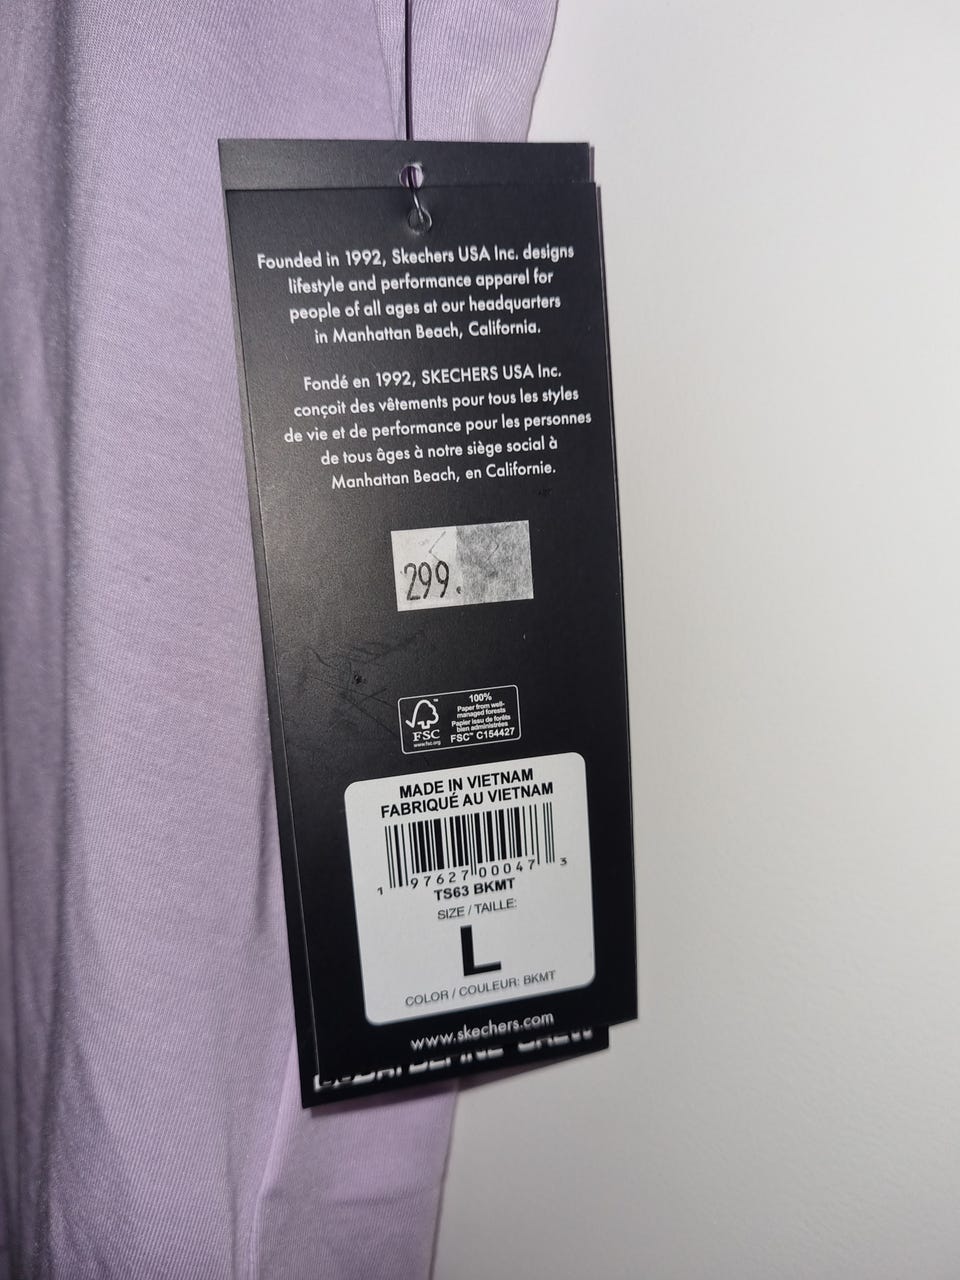 Founded in 1992, Skechers USA Inc. designs
lifestyle and performance apparel for
people of all ages at our headquarters
in Manhattan Beach, California.
Fondé en 1992, SKECHERS USA Inc.
conçoit des vêtements pour tous les styles
de vie et de performance pour les personnes
de tous âges à notre siège social à
Manhattan Beach, en Californie.
299.
FSC
www.fsc.org
100%
Paper from well-
managed forests
Papier issu de forêts
bien administrées
FSC™ C154427
MADE IN VIETNAM
FABRIQUÉ AU VIETNAM
1 97627 00047 3
TS63 BKMT
SIZE / TAILLE:
L
COLOR / COULEUR: BKMT
www.skechers.com